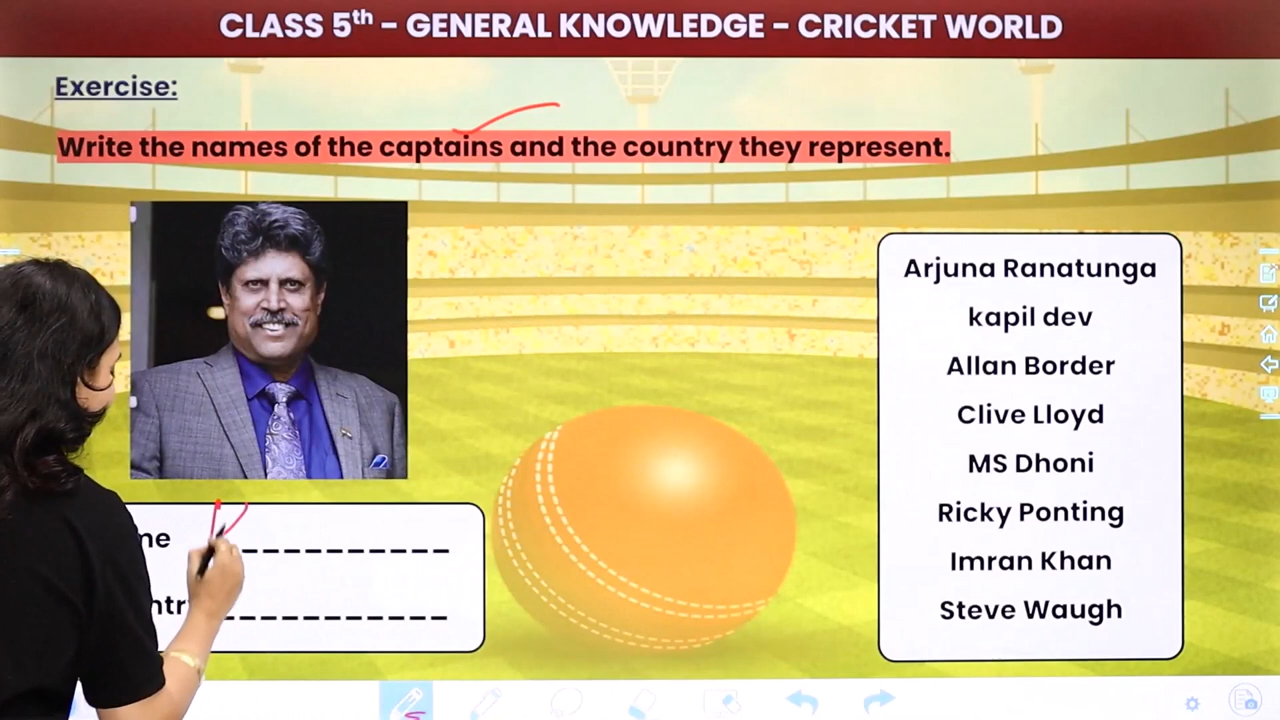 CLASS 5th - GENERAL KNOWLEDGE - CRICKET WORLD
Exercise:
Write the names of the captains and the country they represent.
Arjuna Ranatunga
kapil dev
Allan Border
Clive Lloyd
MS Dhoni
Ricky Ponting
Imran Khan
Steve Waugh